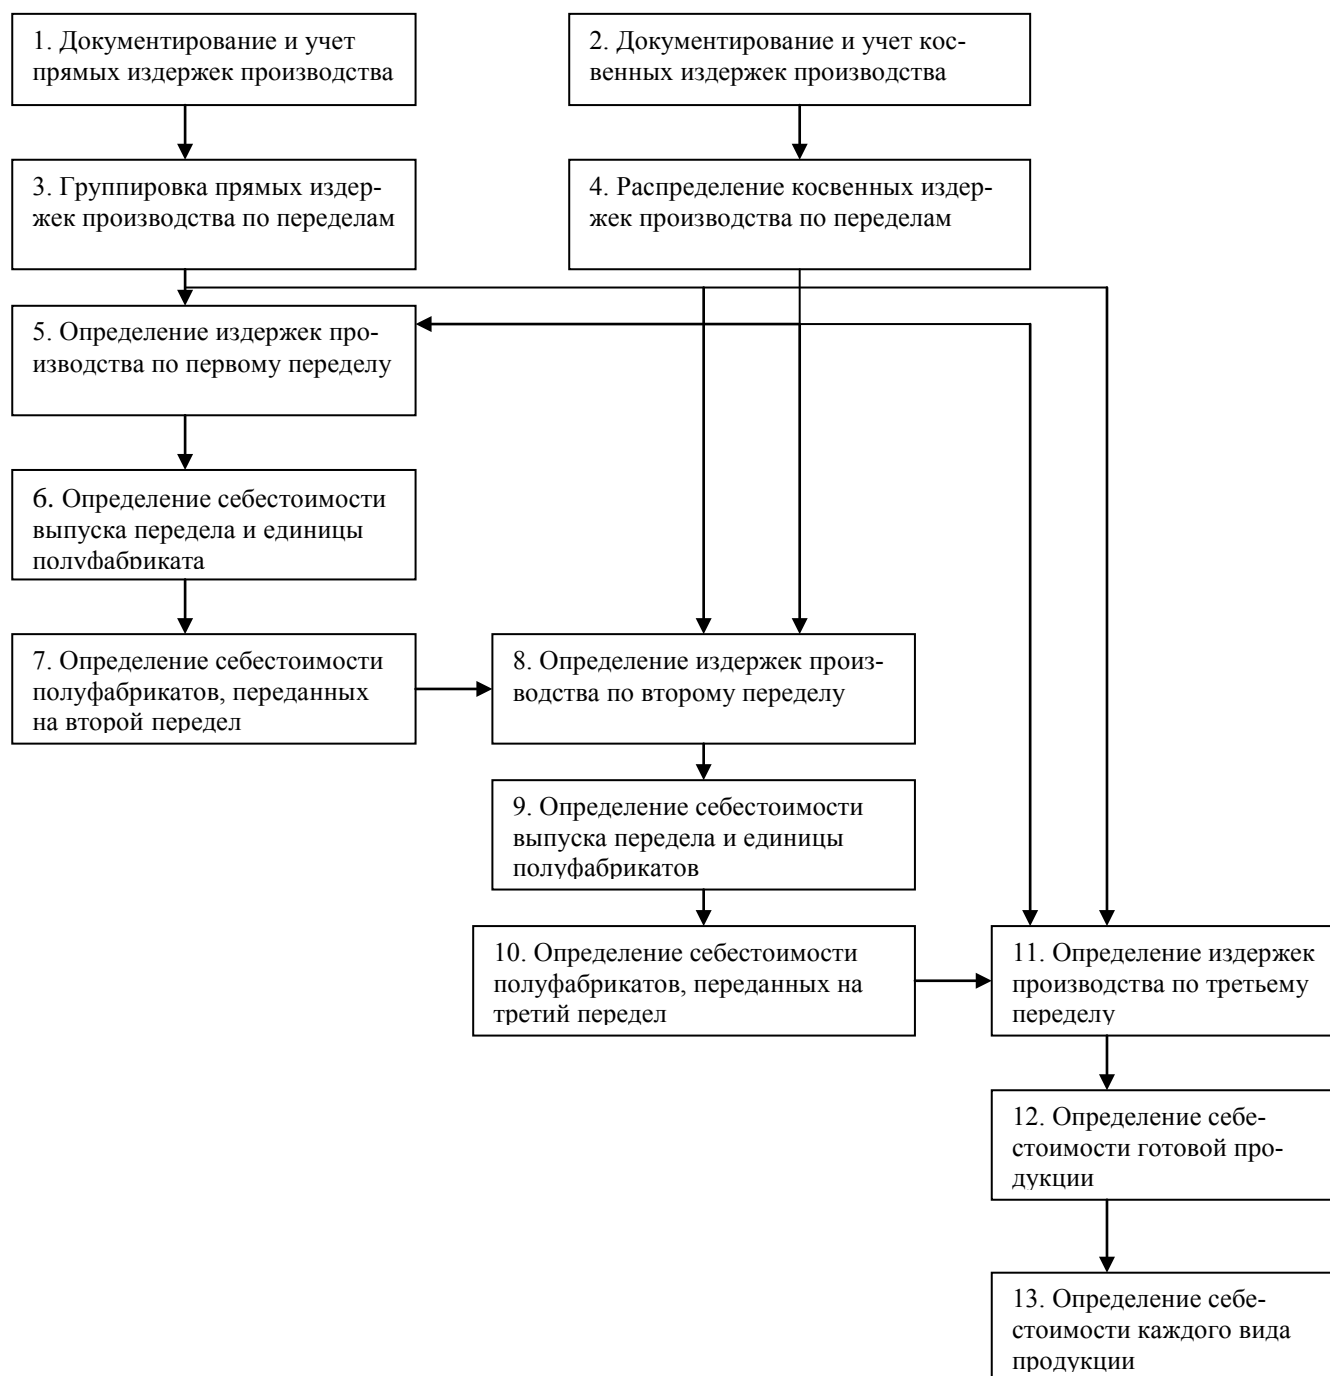 1. Документирование и учет
прямых издержек производства
2. Документирование и учет кос-
венных издержек производства
3. Группировка прямых издер-
жек производства по переделам
4. Распределение косвенных издер-
жек производства по переделам
5. Определение издержек про-
изводства по первому переделу
6. Определение себестоимости
выпуска передела и единицы
полуфабриката
7. Определение себестоимости
полуфабрикатов, переданных
на второй передел
8. Определение издержек произ-
водства по второму переделу
9. Определение себестоимости
выпуска передела и единицы
полуфабрикатов
10. Определение себестоимости
полуфабрикатов, переданных на
третий передел
11. Определение издержек
производства по третьему
переделу
12. Определение себе-
стоимости готовой про-
дукции
13. Определение себе-
стоимости каждого вида
продукции